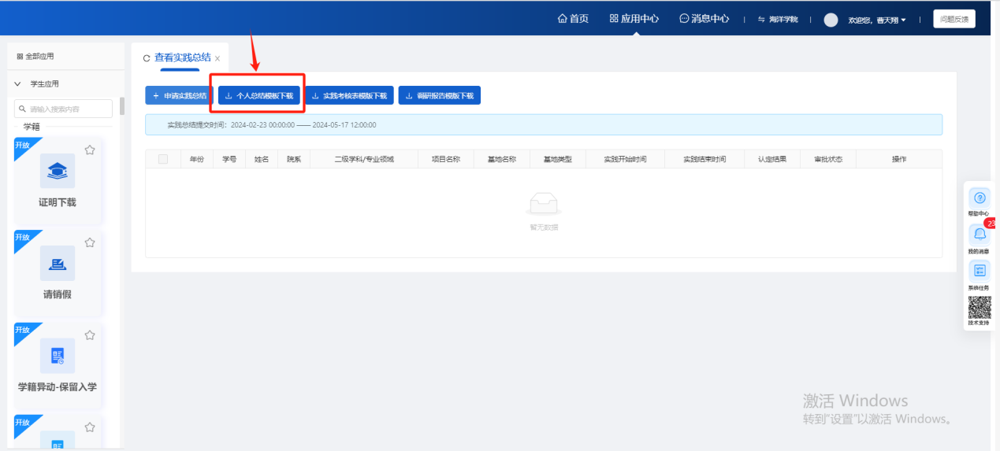 首页 应用中心 消息中心 海洋学院 欢迎您, 曹天翔 问题反馈
全部应用
学生应用
请输入搜索内容
学籍
开放
证明下载
开放
请销假
开放
学籍异动-保留入学
开放
查看实践总结 x
+ 申请实践总结 个人总结模板下载 实践考核表模版下载 调研报告模版下载
实践总结提交时间: 2024-02-23 00:00:00 —— 2024-05-17 12:00:00
年份 学号 姓名 院系 二级学科/专业领域 项目名称 基地名称 基地类型 实践开始时间 实践结束时间 认定结果 审批状态 操作
暂无数据
帮助中心
23
我的消息
系统任务
技术支持
激活 Windows
转到"设置"以激活 Windows。